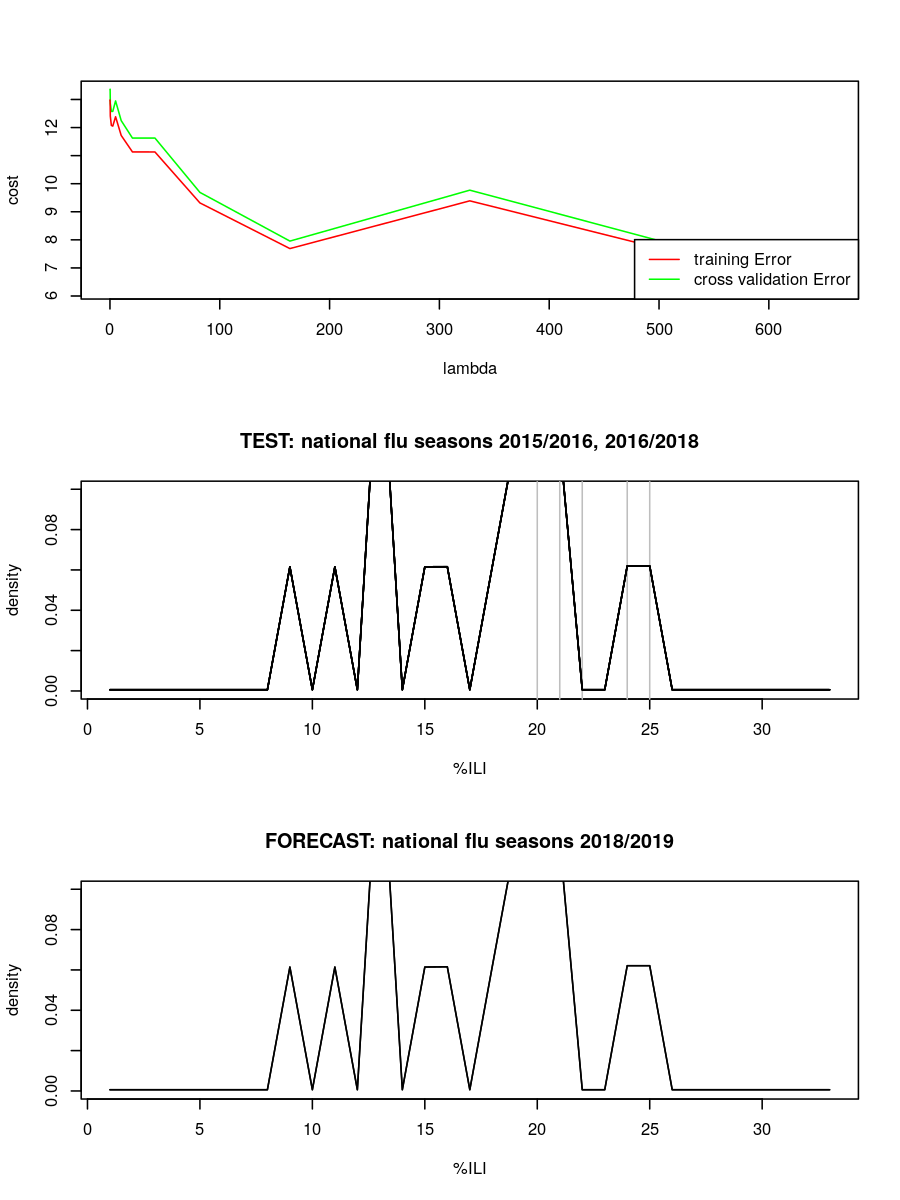 cost
12
10
9
8
7
6
training Error
cross validation Error
0 100 200 300 400 500 600
lambda
TEST: national flu seasons 2015/2016, 2016/2018
density
0.08
0.04
0.00
0 5 10 15 20 25 30
%ILI
FORECAST: national flu seasons 2018/2019
density
0.08
0.04
0.00
0 5 10 15 20 25 30
%ILI